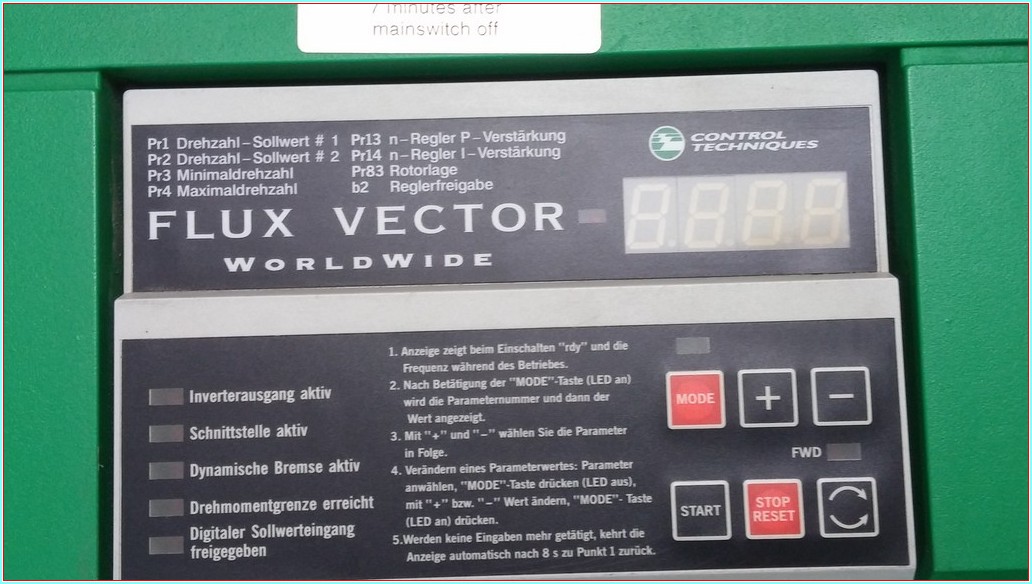 7 minutes after
mainswitch off
Pr1 Drehzahl-Sollwert # 1
Pr2 Drehzahl-Sollwert # 2
Pr3 Minimaldrehzahl
Pr4 Maximaldrehzahl
Pr13 n-Regler P-Verstärkung
Pr14 n-Regler I-Verstärkung
Pr83 Rotorlage
b2 Reglerfreigabe
CONTROL
TECHNIQUES
FLUX VECTOR
WORLDWIDE
Inverterausgang aktiv
Schnittstelle aktiv
Dynamische Bremse aktiv
Drehmomentgrenze erreicht
Digitaler Sollwerteingang
freigegeben
1. Anzeige zeigt beim Einschalten "rdy" und die
Frequenz während des Betriebes.
2. Nach Betätigung der "MODE"-Taste (LED an)
wird die Parameternummer und dann der
Wert angezeigt.
3. Mit "+" und "-" wählen Sie die Parameter
in Folge.
4. Verändern eines Parameterwertes: Parameter
anwählen, "MODE"-Taste drücken (LED aus),
mit "+" bzw. "-" Wert ändern, "MODE"- Taste
(LED an) drücken.
5.Werden keine Eingaben mehr getätigt, kehrt die
Anzeige automatisch nach 8 s zu Punkt 1 zurück.
MODE
+
-
FWD
START
STOP
RESET